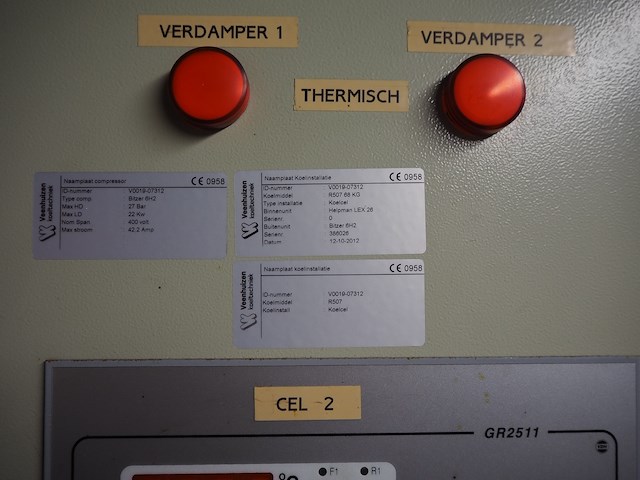 VERDAMPER 1
VERDAMPER 2
THERMISCH
Veenhuizen
koeltechniek
Naamplaat compressor CE 0958
ID-nummer : V0019-07312
Type comp : Bitzer 6H2
Max HD : 27 Bar
Max LD : 22 Kw
Nom Span : 400 volt
Max stroom : 42.2 Amp
Veenhuizen
koeltechniek
Naamplaat Koelinstallatie CE 0958
ID-nummer : V0019-07312
Koelmiddel : R507 68 KG
Type installatie : Koelcel
Binnenunit : Helpman LEX 26
Serienr : 0
Buitenunit : Bitzer 6H2
Serienr : 386026
Datum : 12-10-2012
Veenhuizen
koeltechniek
Naamplaat koelinstallatie CE 0958
ID-nummer : V0019-07312
Koelmiddel : R507
Koelinstall : Koelcel
CEL 2
GR2511
°C
F1
R1